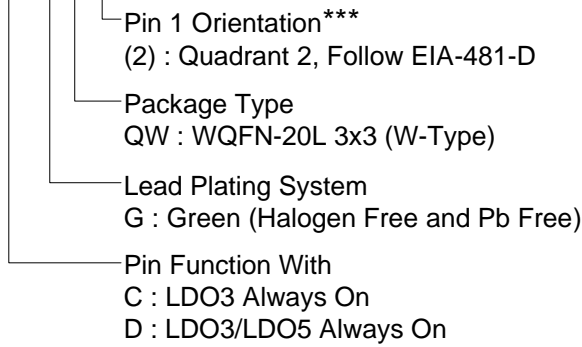 Pin 1 Orientation***
(2) : Quadrant 2, Follow EIA-481-D
Package Type
QW : WQFN-20L 3x3 (W-Type)
Lead Plating System
G : Green (Halogen Free and Pb Free)
Pin Function With
C : LDO3 Always On
D : LDO3/LDO5 Always On